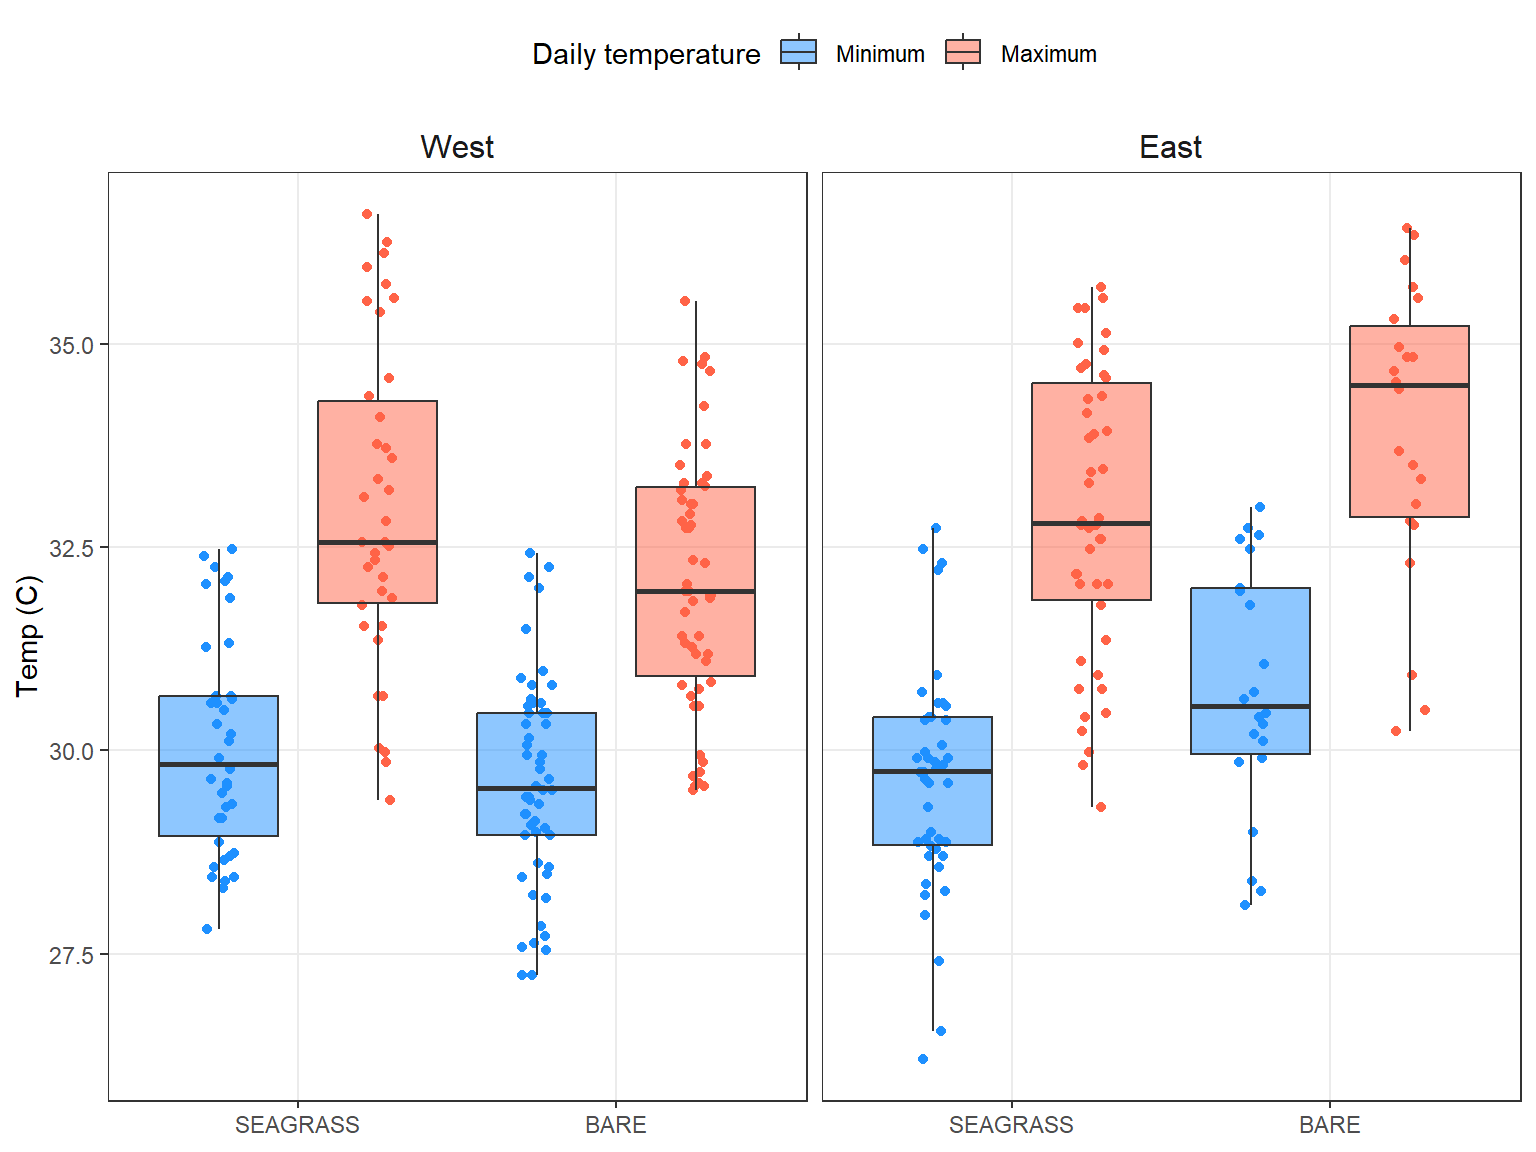 Daily temperature Minimum Maximum
West East
Temp (C)
35.0
32.5
30.0
27.5
SEAGRASS BARE SEAGRASS BARE